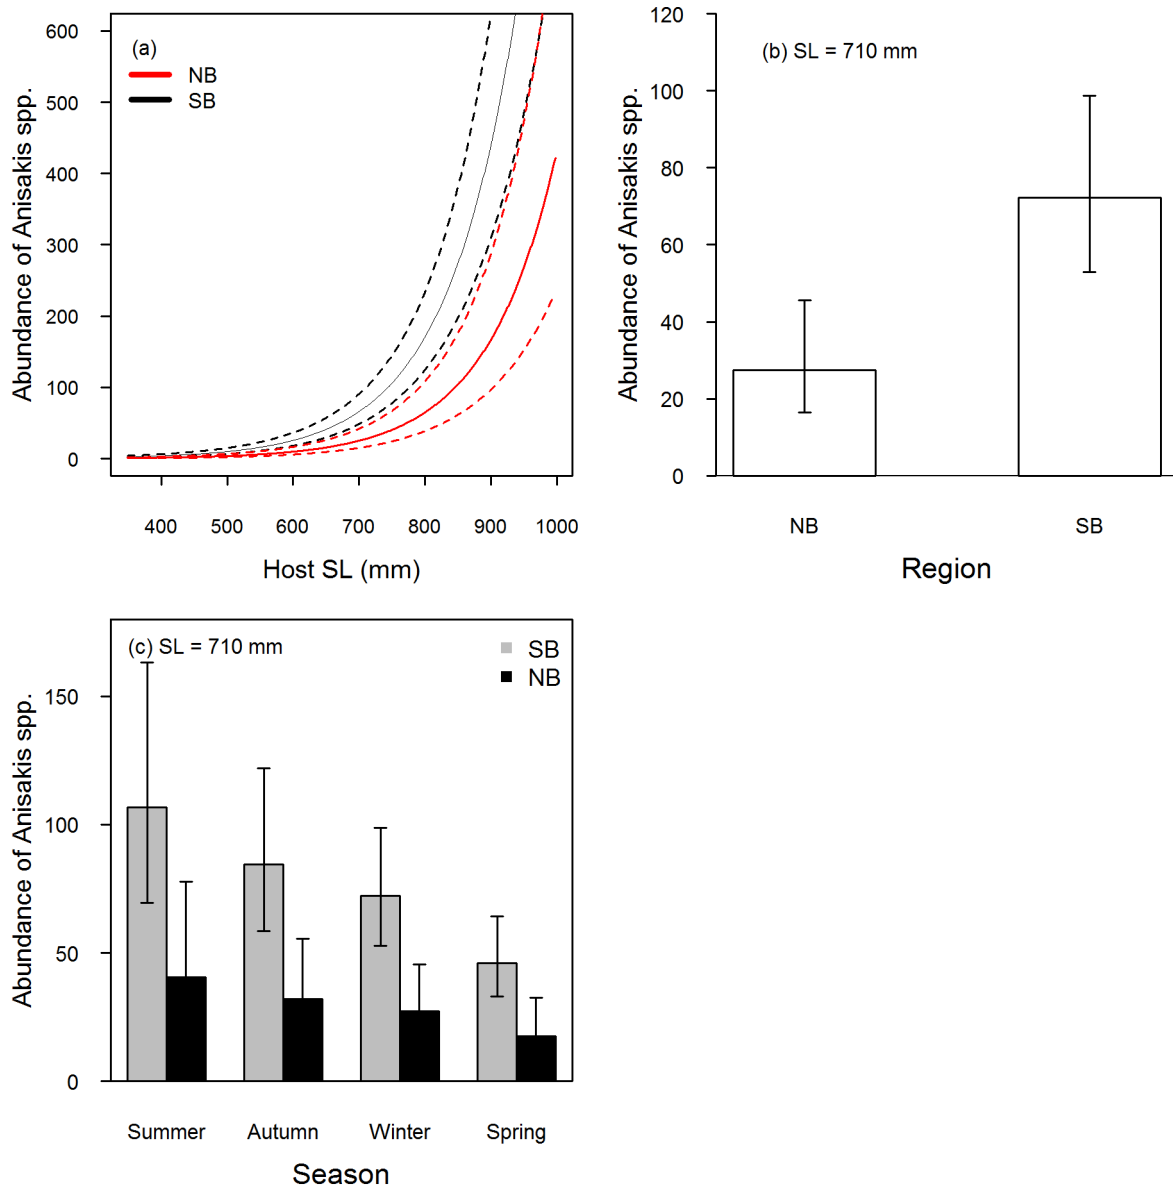 600
500
400
300
200
100
0
Abundance of Anisakis spp.
(a)
NB
SB
400 500 600 700 800 900 1000
Host SL (mm)
120
100
80
60
40
20
0
Abundance of Anisakis spp.
(b) SL = 710 mm
NB SB
Region
150
100
50
0
Abundance of Anisakis spp.
(c) SL = 710 mm
SB
NB
Summer Autumn Winter Spring
Season